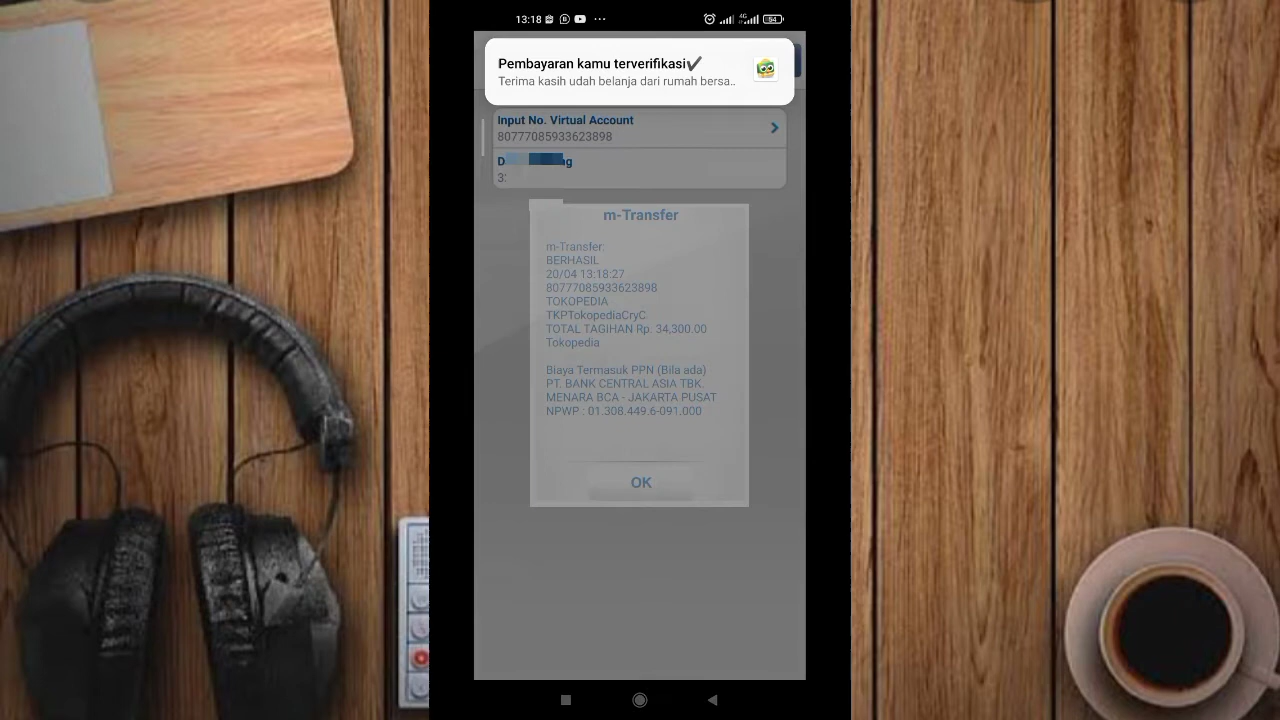 13:18
4G
54
Pembayaran kamu terverifikasi✔
Terima kasih udah belanja dari rumah bersa..
Input No. Virtual Account
80777085933623898
m-Transfer
m-Transfer:
BERHASIL
20/04 13:18:27
80777085933623898
TOKOPEDIA
TKPTokopediaCryC
TOTAL TAGIHAN Rp. 34,300.00
Tokopedia
Biaya Termasuk PPN (Bila ada)
PT. BANK CENTRAL ASIA TBK.
MENARA BCA - JAKARTA PUSAT
NPWP : 01.308.449.6-091.000
OK